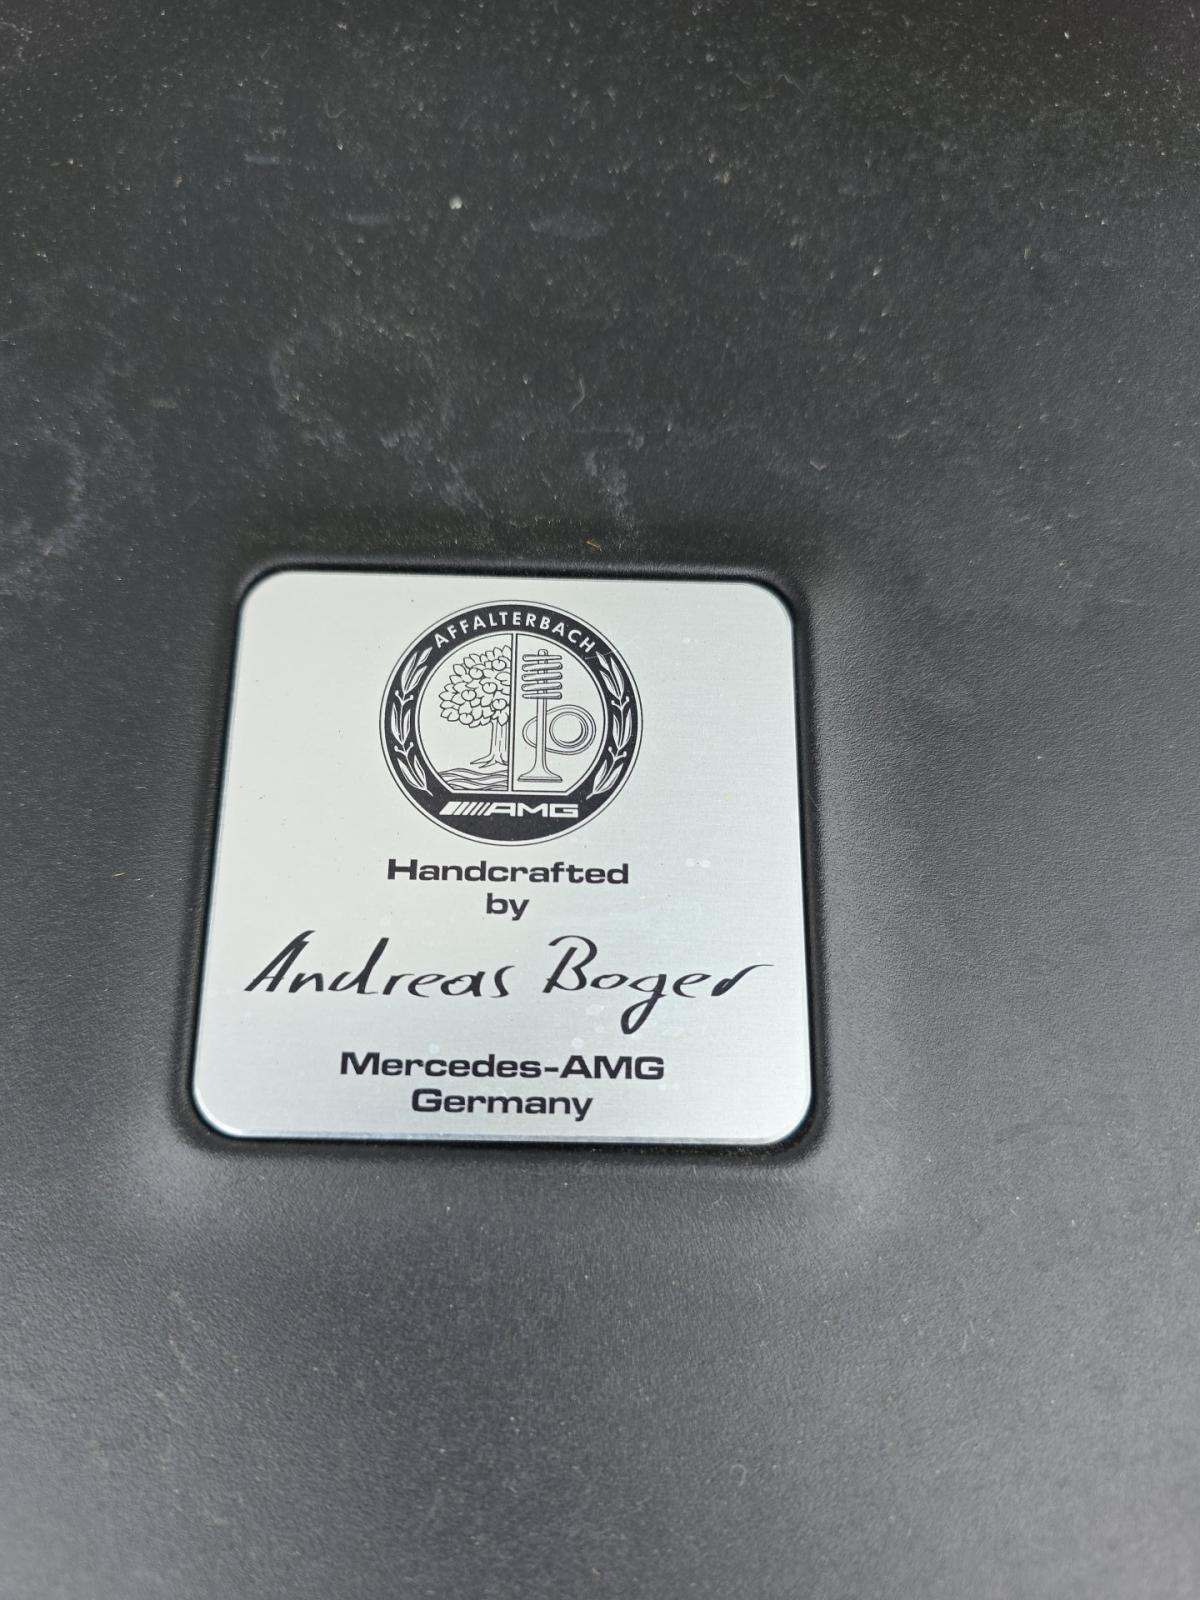 AFFALTERBACH
AMG
Handcrafted
by
Andreas Boger
Mercedes-AMG
Germany